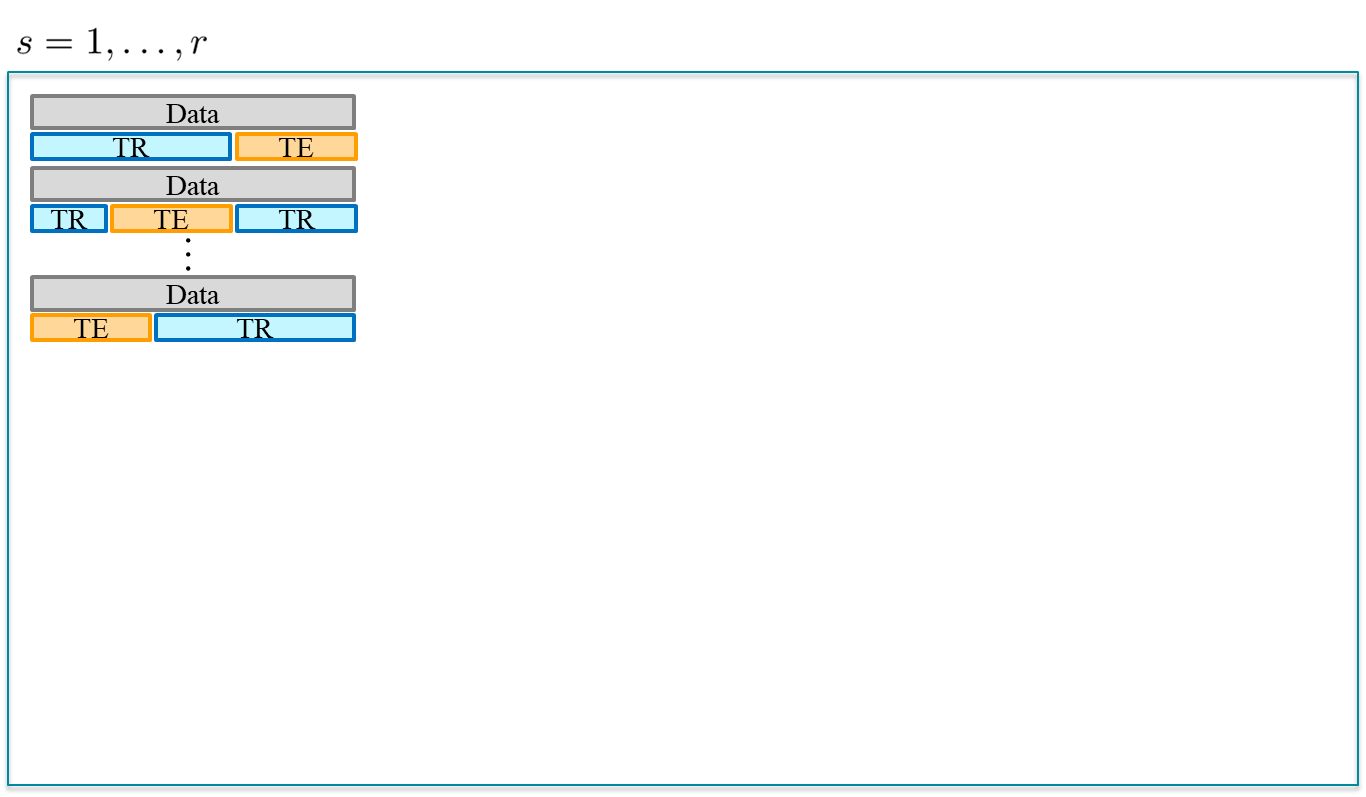 s = 1, . . . , r
Data
TR TE
Data
TR TE TR
⋮
Data
TE TR